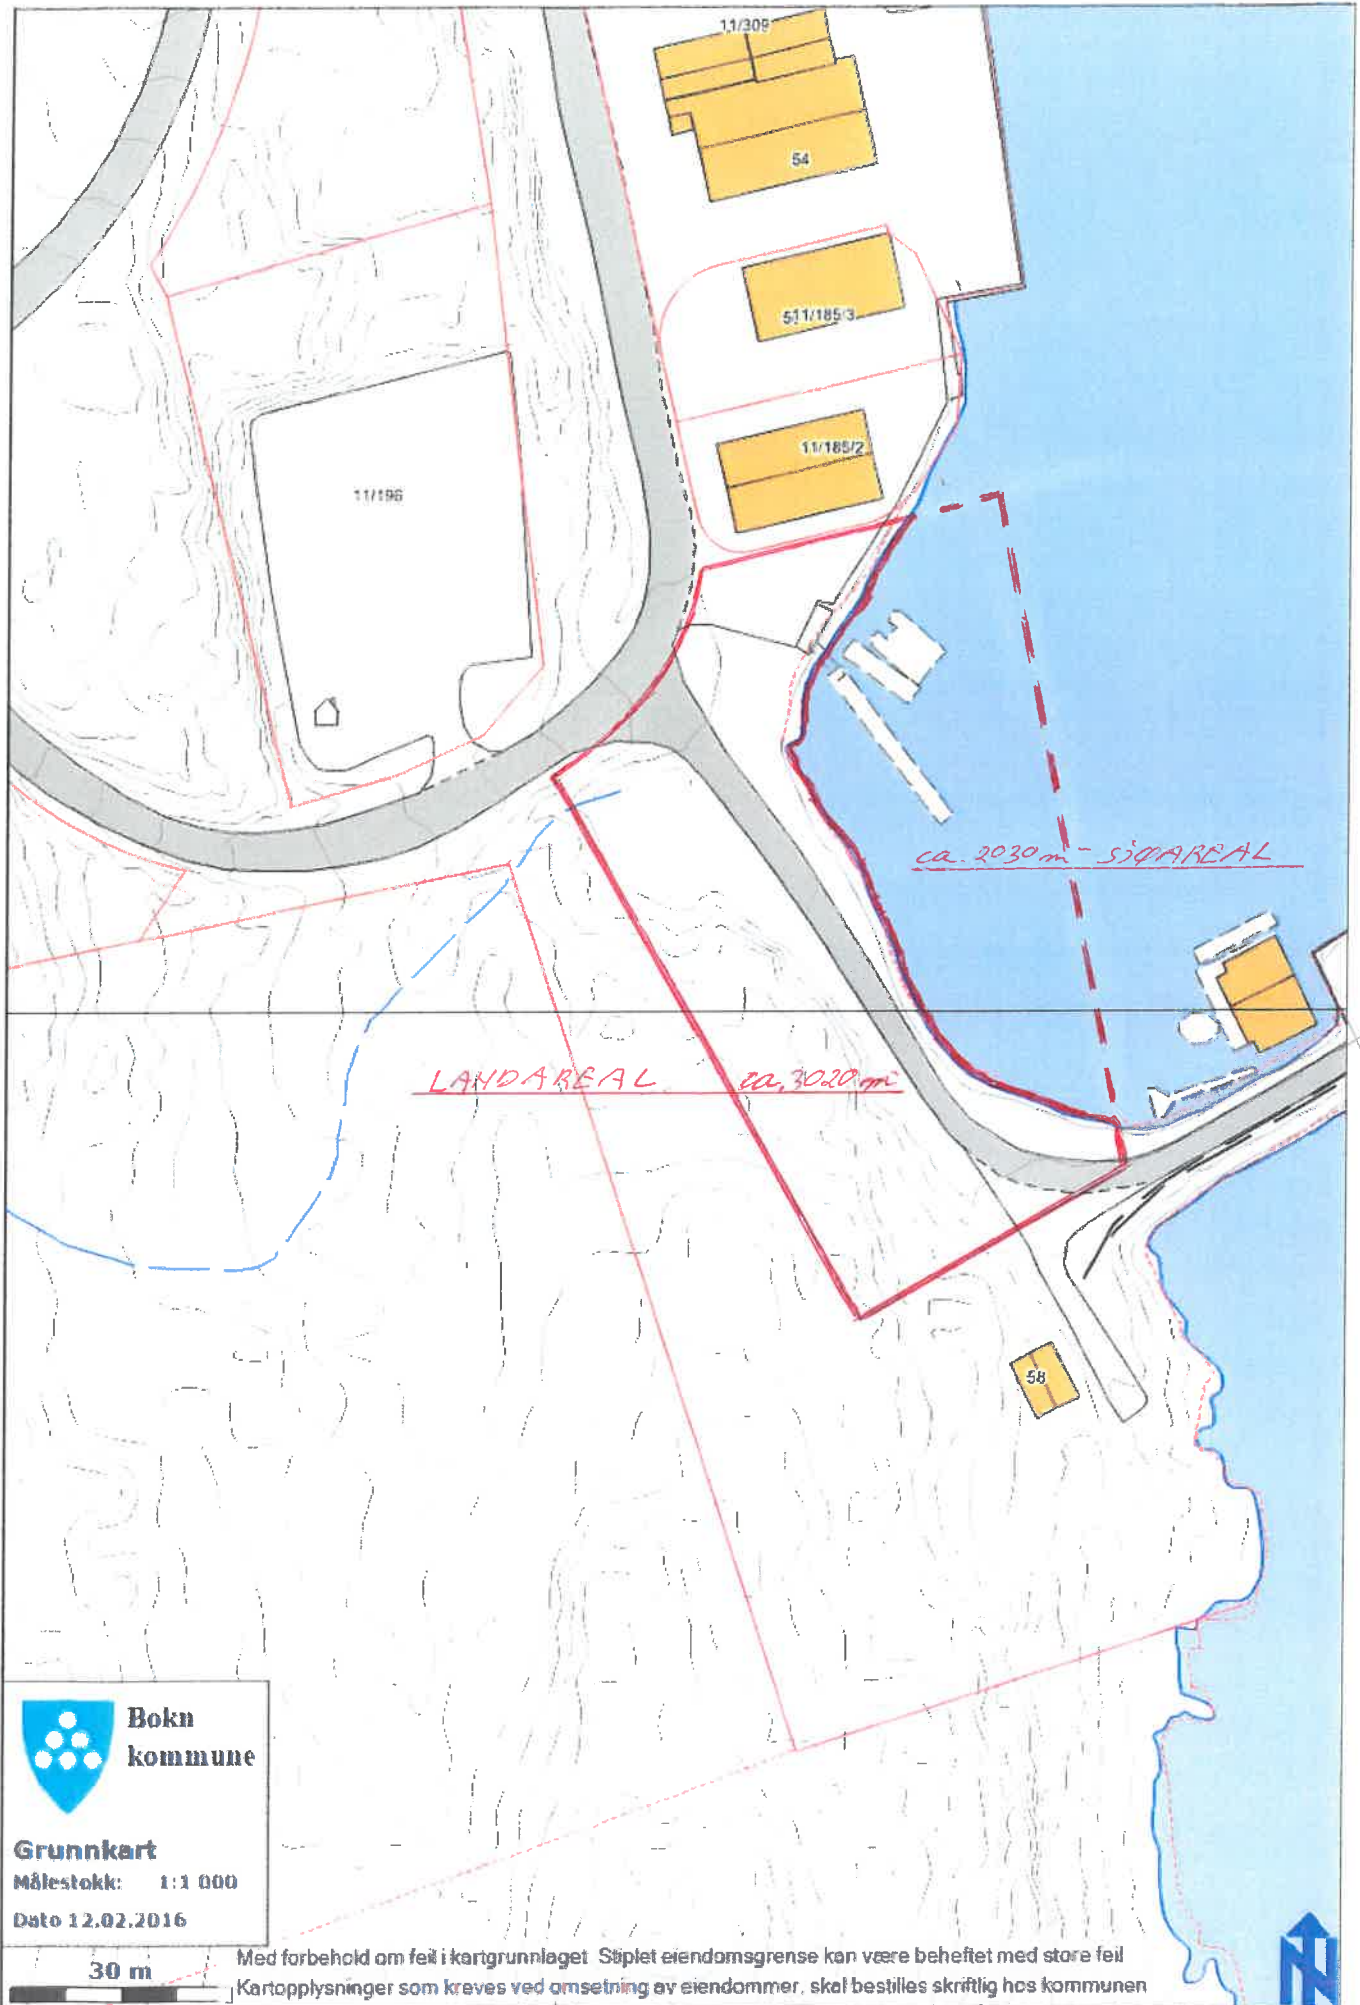 11/309
54
511/185/3
11/185/2
11/196
ca. 2030 m² SJØAREAL
LANDAREAL ca. 3020 m²
58
Bokn
kommune
Grunnkart
Målestokk: 1:1 000
Dato 12.02.2016
30 m
Med forbehold om feil i kartgrunnlaget Stiplet eiendomsgrense kan være beheftet med store feil
Kartopplysninger som kreves ved omsetning av eiendommer, skal bestilles skriftlig hos kommunen
N